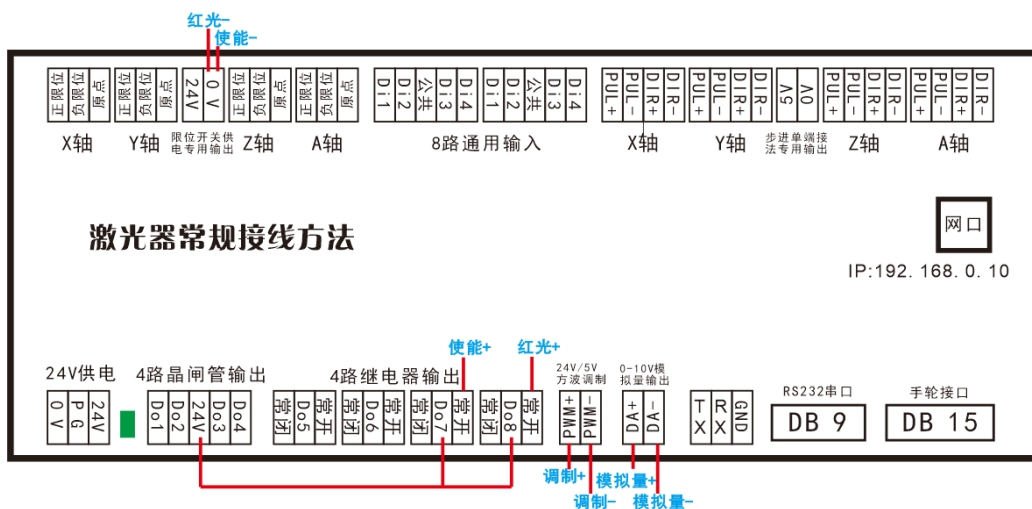 红光-
使能-
正限位 负限位 原点 正限位 负限位 原点 24V 0V 正限位 负限位 原点 正限位 负限位 原点 Di1 Di2 公共 Di3 Di4 Di1 Di2 公共 Di3 Di4 PUL+ PUL- DIR+ DIR- PUL+ PUL- DIR+ DIR- 5V 0V PUL+ PUL- DIR+ DIR- PUL+ PUL- DIR+ DIR-
X轴 Y轴 限位开关供 Z轴 A轴 8路通用输入 X轴 Y轴 步进单端接 Z轴 A轴
电专用输出 法专用输出
激光器常规接线方法
网口
IP:192.168.0.10
使能+ 红光+
24V供电 4路晶闸管输出 4路继电器输出 24V/5V 0-10V模
方波调制 拟量输出
RS232串口 手轮接口
0V PG 24V Do1 Do2 24V Do3 Do4 常闭 Do5 常开 常闭 Do6 常开 常闭 Do7 常开 常闭 Do8 常开 PWM+ PWM- DA+ DA- TX RX GND DB 9 DB 15
调制+ 模拟量+
调制- 模拟量-